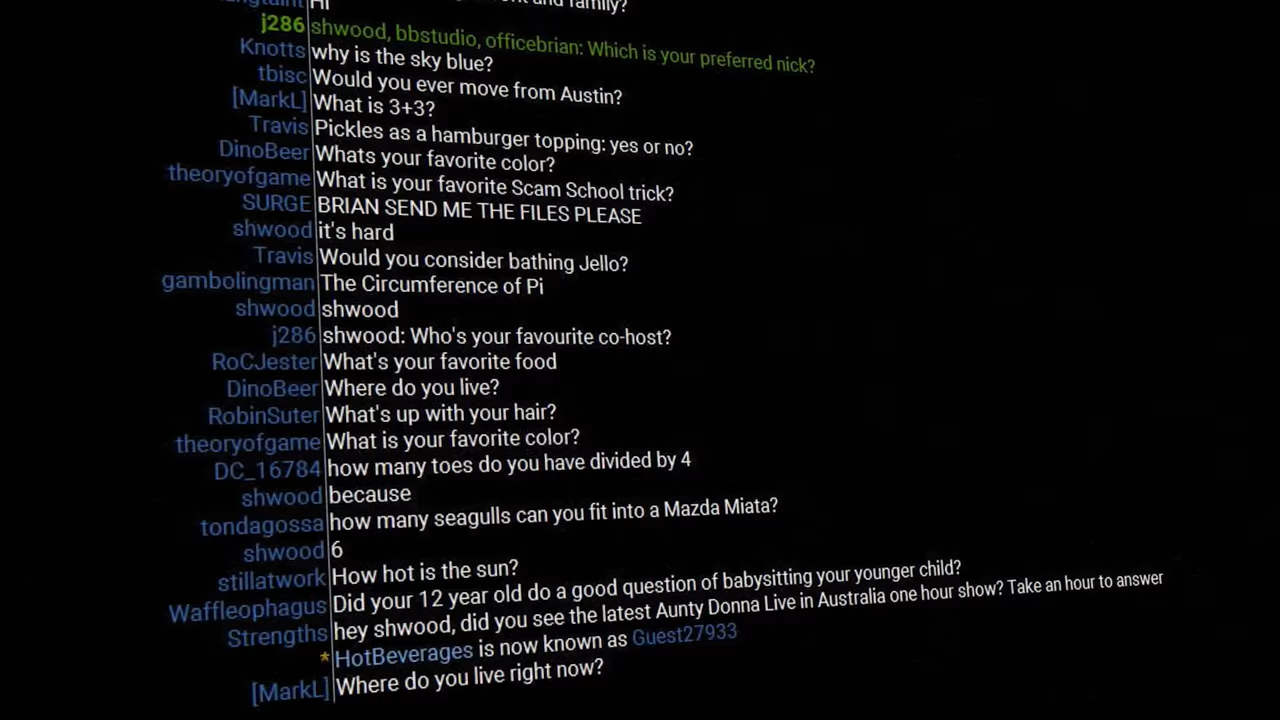 Hi and family?
j286 shwood, bbstudio, officebrian: Which is your preferred nick?
Knotts why is the sky blue?
tbisc Would you ever move from Austin?
[MarkL] What is 3+3?
Travis Pickles as a hamburger topping: yes or no?
DinoBeer Whats your favorite color?
theoryofgame What is your favorite Scam School trick?
SURGE BRIAN SEND ME THE FILES PLEASE
shwood it's hard
Travis Would you consider bathing Jello?
gambolingman The Circumference of Pi
shwood shwood
j286 shwood: Who's your favourite co-host?
RoCJester What's your favorite food
DinoBeer Where do you live?
RobinSuter What's up with your hair?
theoryofgame What is your favorite color?
DC_16784 how many toes do you have divided by 4
shwood because
tondagossa how many seagulls can you fit into a Mazda Miata?
shwood 6
stillatwork How hot is the sun?
Waffleophagus Did your 12 year old do a good question of babysitting your younger child?
Strengths hey shwood, did you see the latest Aunty Donna Live in Australia one hour show? Take an hour to answer
* HotBeverages is now known as Guest27933
[MarkL] Where do you live right now?